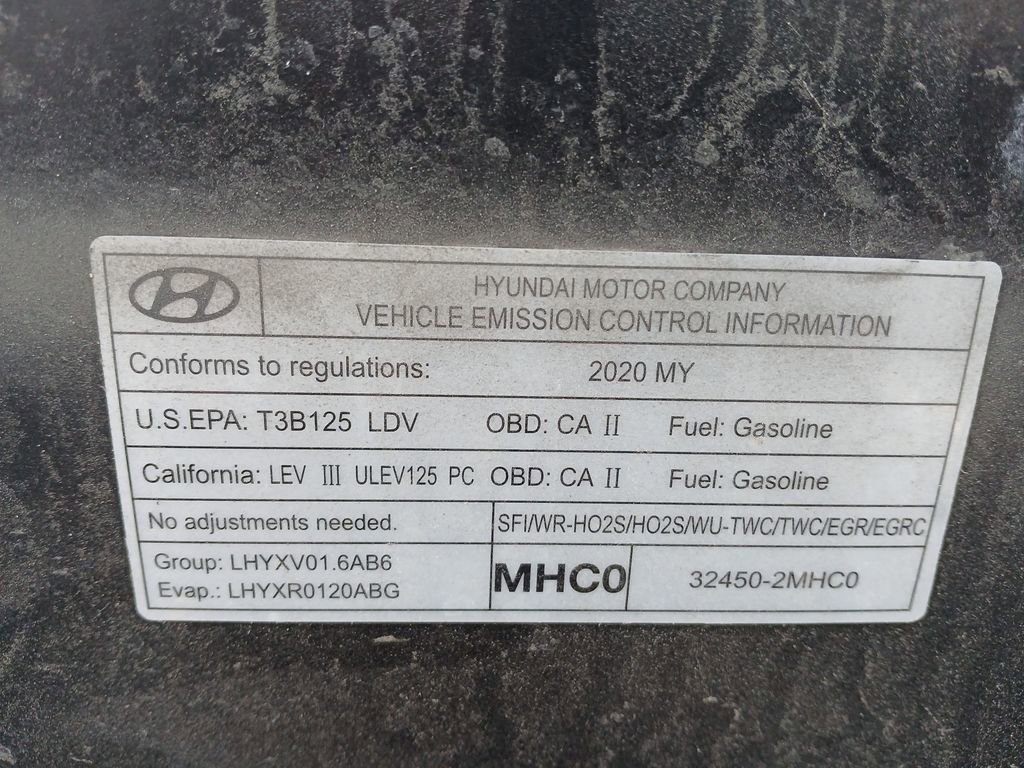 HYUNDAI MOTOR COMPANY
VEHICLE EMISSION CONTROL INFORMATION
Conforms to regulations: 2020 MY
U.S.EPA: T3B125 LDV OBD: CA II Fuel: Gasoline
California: LEV III ULEV125 PC OBD: CA II Fuel: Gasoline
No adjustments needed. SFI/WR-HO2S/HO2S/WU-TWC/TWC/EGR/EGRC
Group: LHYXV01.6AB6
Evap.: LHYXR0120ABG
MHC0 32450-2MHC0